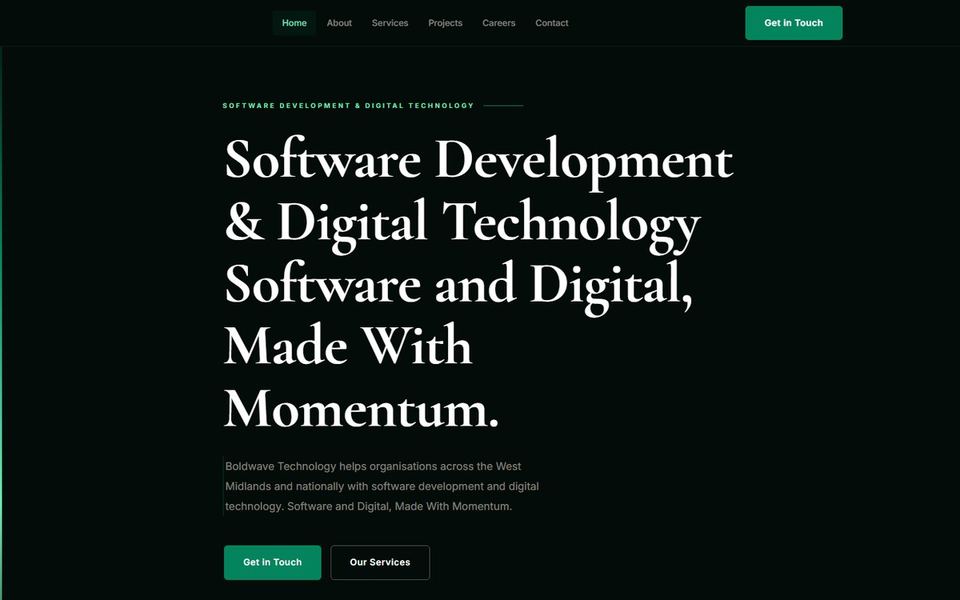 Home About Services Projects Careers Contact Get in Touch
SOFTWARE DEVELOPMENT & DIGITAL TECHNOLOGY
Software Development
& Digital Technology
Software and Digital,
Made With
Momentum.
Boldwave Technology helps organisations across the West
Midlands and nationally with software development and digital
technology. Software and Digital, Made With Momentum.
Get in Touch Our Services